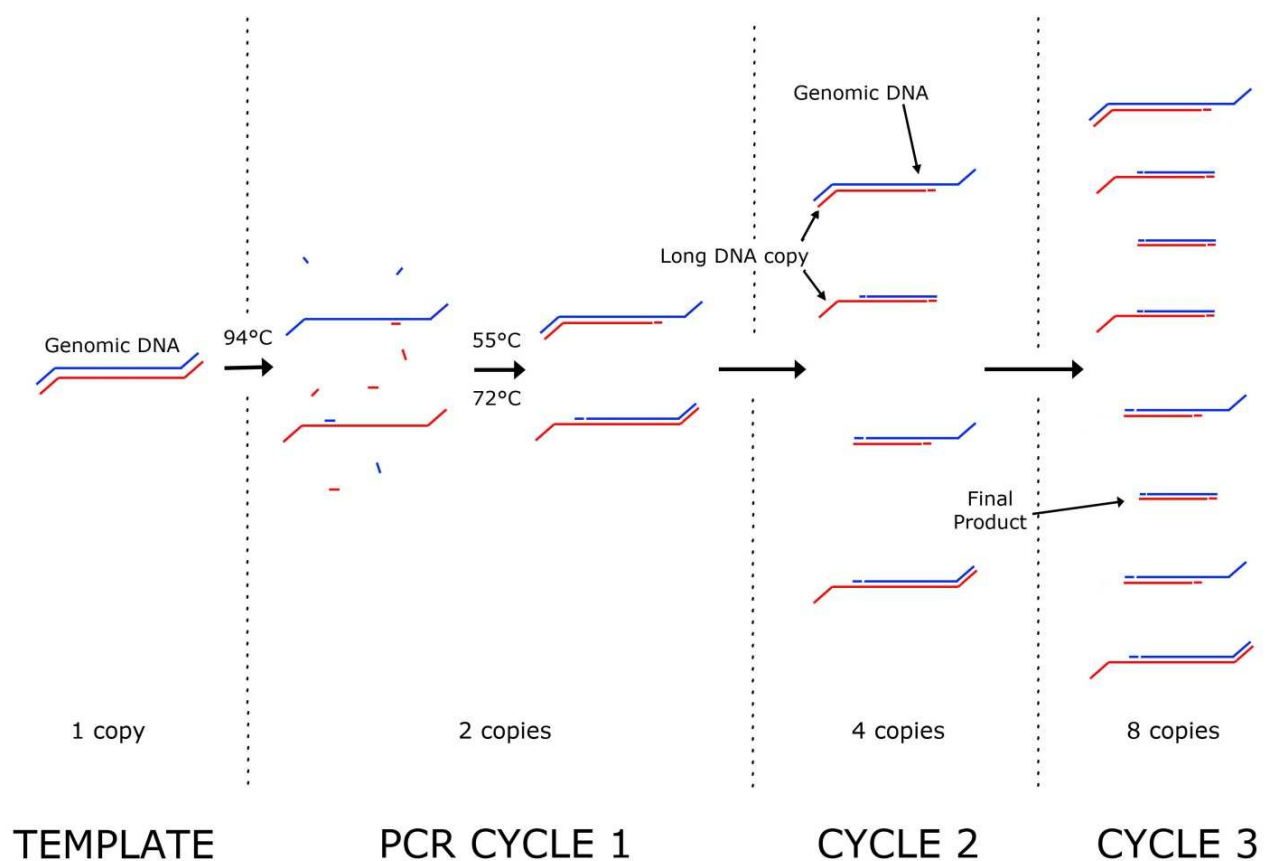 Genomic DNA
94°C
55°C
72°C
Genomic DNA
Long DNA copy
Final
Product
1 copy
2 copies
4 copies
8 copies
TEMPLATE
PCR CYCLE 1
CYCLE 2
CYCLE 3